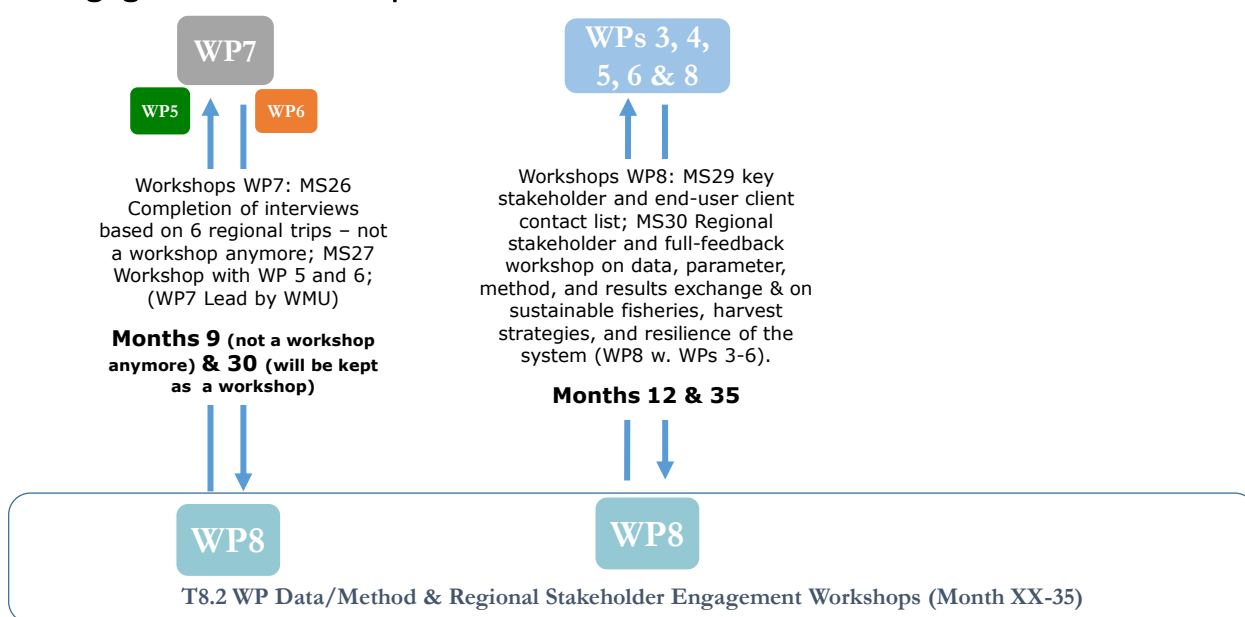 WP7
WP5
WP6
Workshops WP7: MS26
Completion of interviews
based on 6 regional trips – not
a workshop anymore; MS27
Workshop with WP 5 and 6;
(WP7 Lead by WMU)
Months 9 (not a workshop
anymore) & 30 (will be kept
as a workshop)
WP8
WPs 3, 4,
5, 6 & 8
Workshops WP8: MS29 key
stakeholder and end-user client
contact list; MS30 Regional
stakeholder and full-feedback
workshop on data, parameter,
method, and results exchange & on
sustainable fisheries, harvest
strategies, and resilience of the
system (WP8 w. WPs 3-6).
Months 12 & 35
WP8
T8.2 WP Data/Method & Regional Stakeholder Engagement Workshops (Month XX-35)